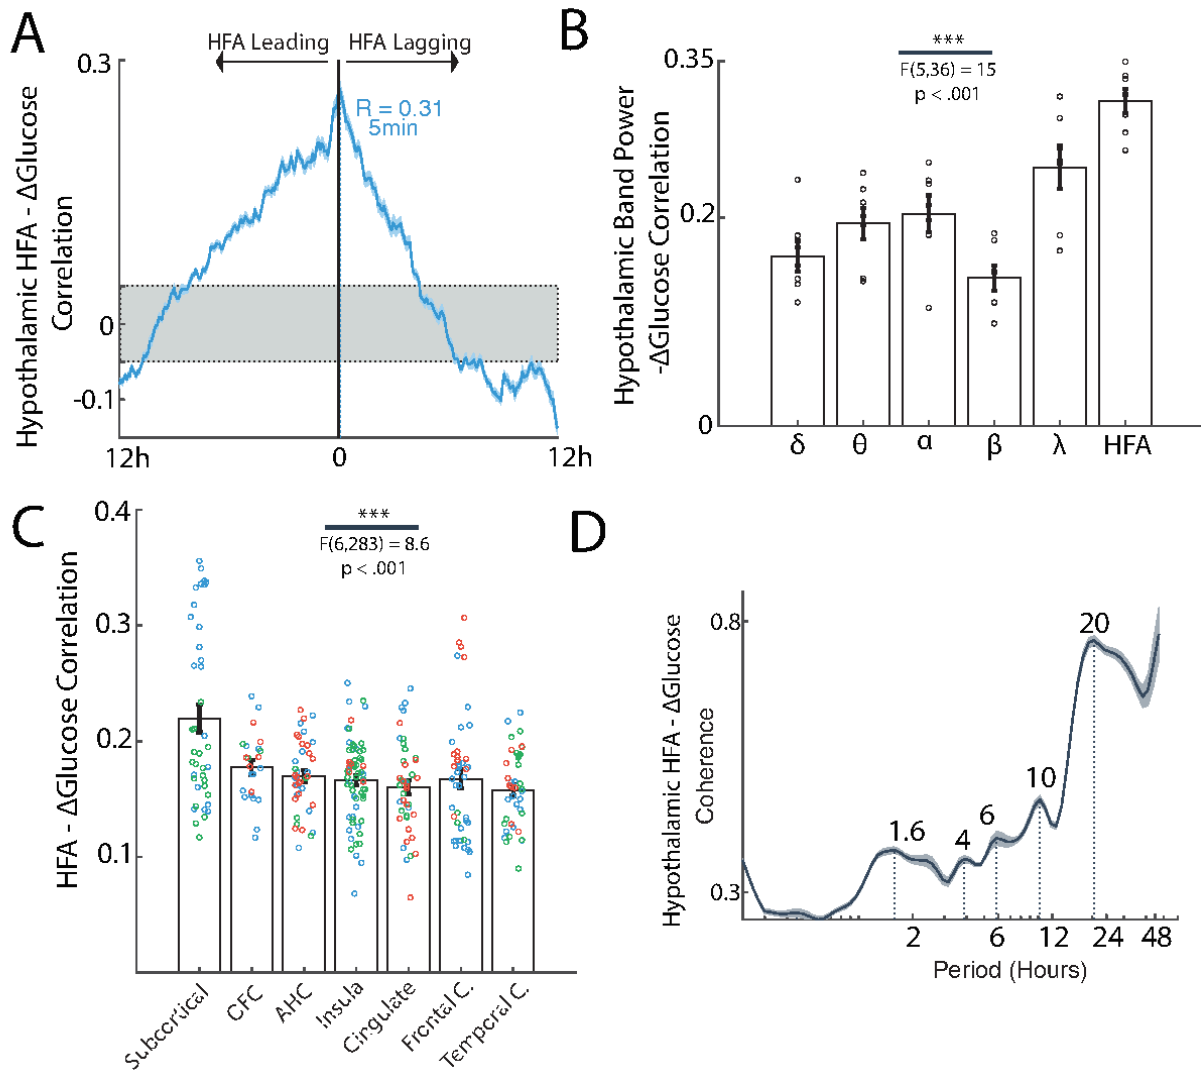 A
HFA Leading
HFA Lagging
0.3
0
-0.1
Hypothalamic HFA - ΔGlucose
Correlation
R = 0.31
5min
12h
0
12h
B
***
F(5,36) = 15
p < .001
0.35
0.2
0
Hypothalamic Band Power
-ΔGlucose Correlation
δ
θ
α
β
λ
HFA
C
***
F(6,283) = 8.6
p < .001
0.4
0.3
0.2
0.1
HFA - ΔGlucose Correlation
Subcortical
OFC
AHC
Insula
Cingulate
Frontal C.
Temporal C.
D
0.8
0.3
Hypothalamic HFA - ΔGlucose
Coherence
1.6
4
6
10
20
2
6
12
24
48
Period (Hours)